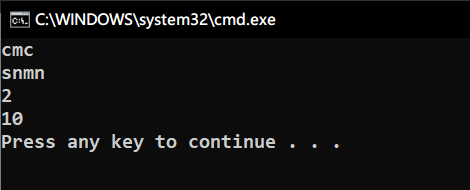 C:\WINDOWS\system32\cmd.exe
cmc
snmn
2
10
Press any key to continue . . .